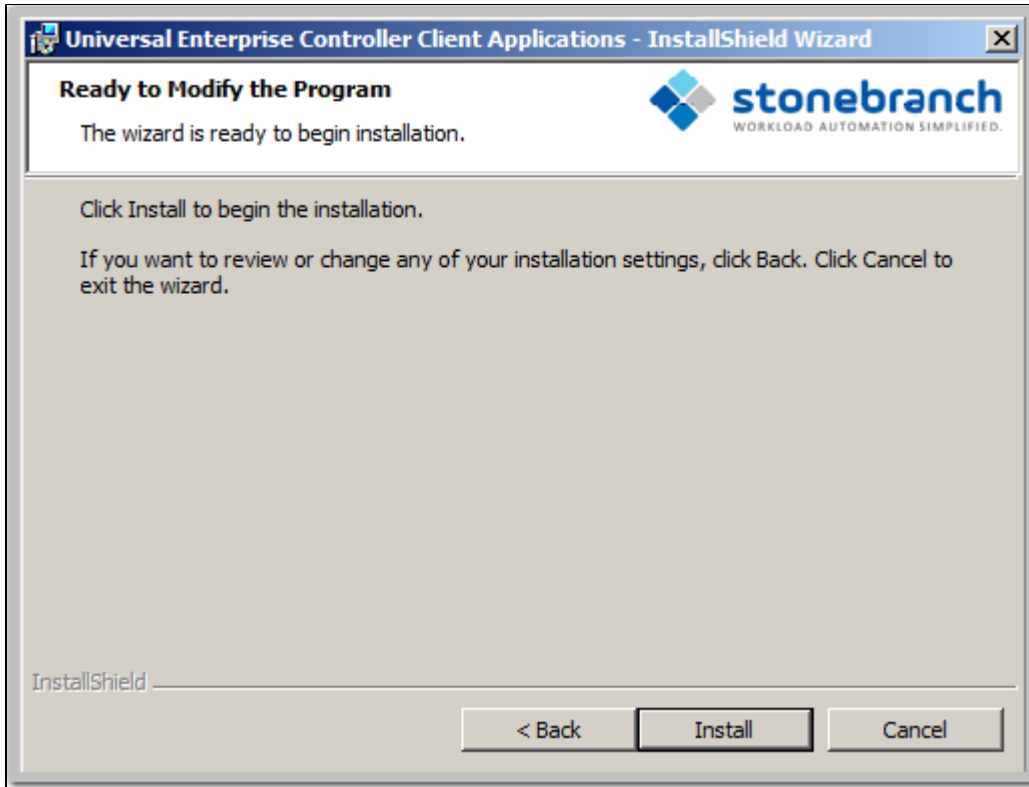 Universal Enterprise Controller Client Applications - InstallShield Wizard
Ready to Modify the Program
The wizard is ready to begin installation.
stonebranch
WORKLOAD AUTOMATION SIMPLIFIED.
Click Install to begin the installation.
If you want to review or change any of your installation settings, click Back. Click Cancel to
exit the wizard.
InstallShield
< Back
Install
Cancel